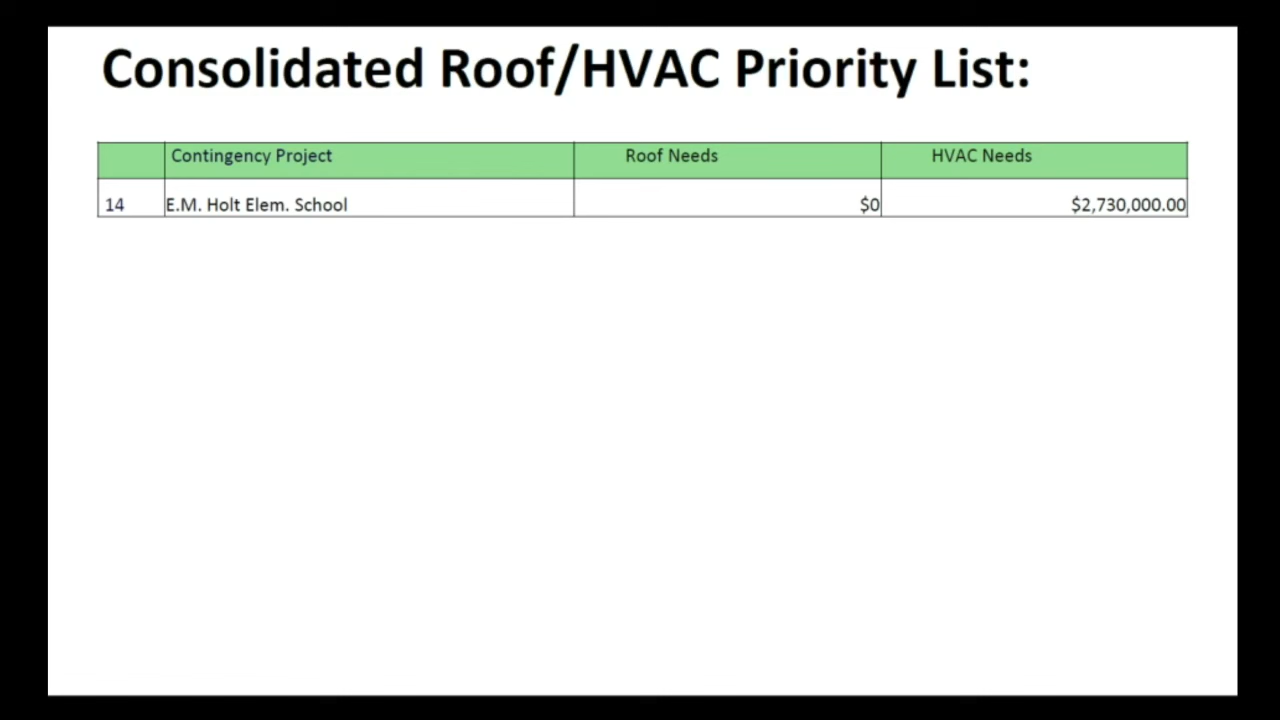 Consolidated Roof/HVAC Priority List:
Contingency Project Roof Needs HVAC Needs
14 E.M. Holt Elem. School $0 $2,730,000.00